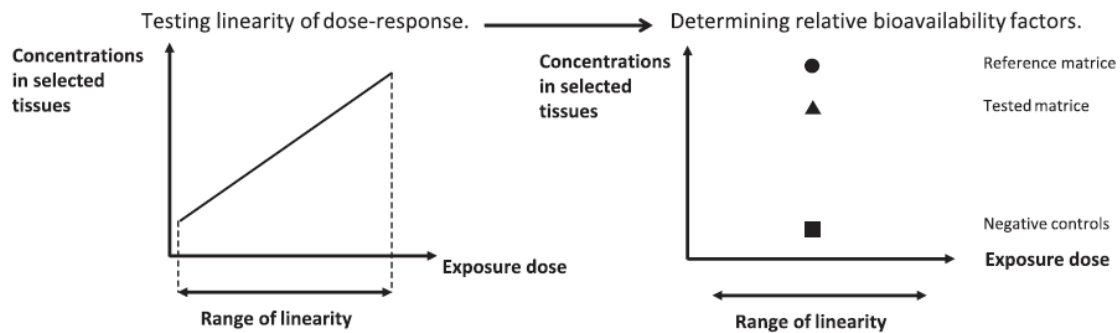 Testing linearity of dose-response.
Concentrations
in selected
tissues
Exposure dose
Range of linearity
Determining relative bioavailability factors.
Concentrations
in selected
tissues
Reference matrice
Tested matrice
Negative controls
Exposure dose
Range of linearity